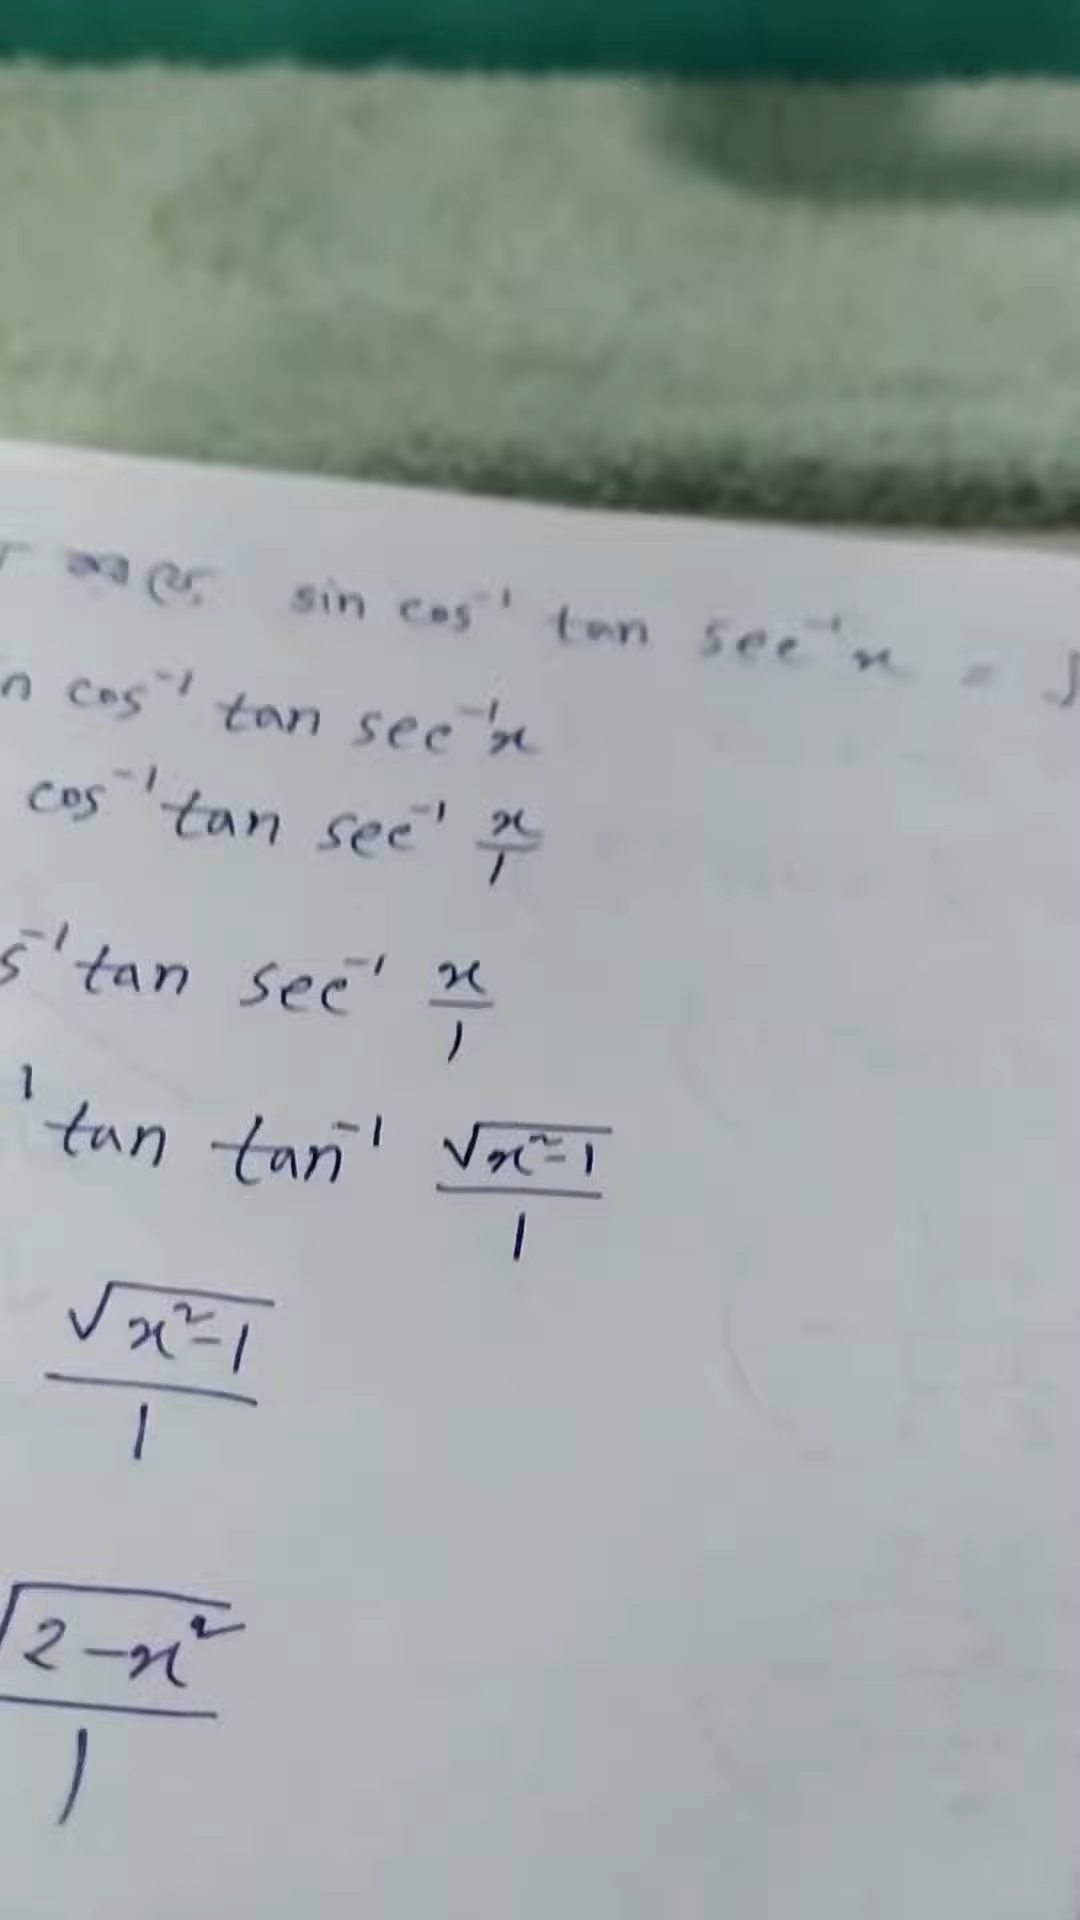 sin cos⁻¹ tan sec⁻¹x =
n cos⁻¹ tan sec⁻¹x
cos⁻¹ tan sec⁻¹ x/1
s⁻¹ tan sec⁻¹ x/1
⁻¹ tan tan⁻¹ √(x²-1)/1
√(x²-1)/1
√(2-x²)/1